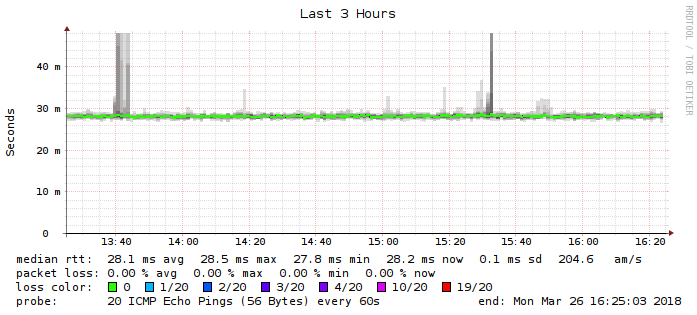 Last 3 Hours
RRDTOOL / TOBI OETIKER
Seconds
40 m
30 m
20 m
10 m
0
13:40 14:00 14:20 14:40 15:00 15:20 15:40 16:00 16:20
median rtt: 28.1 ms avg 28.5 ms max 27.8 ms min 28.2 ms now 0.1 ms sd 204.6 am/s
packet loss: 0.00 % avg 0.00 % max 0.00 % min 0.00 % now
loss color: 0 1/20 2/20 3/20 4/20 10/20 19/20
probe: 20 ICMP Echo Pings (56 Bytes) every 60s end: Mon Mar 26 16:25:03 2018